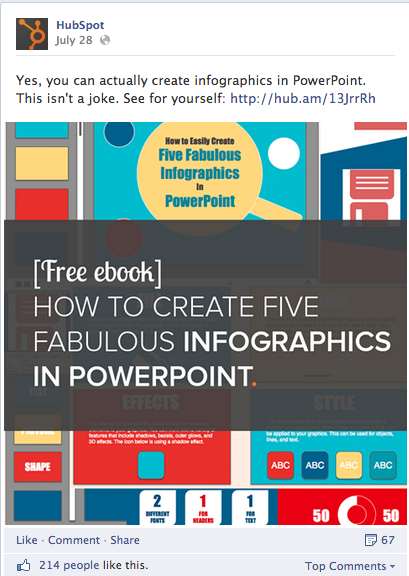 HubSpot
July 28
Yes, you can actually create infographics in PowerPoint.
This isn't a joke. See for yourself: http://hub.am/13JrrRh
How to Easily Create
Five Fabulous
Infographics
In
PowerPoint
[Free ebook]
HOW TO CREATE FIVE
FABULOUS INFOGRAPHICS
IN POWERPOINT.
TEXT
EFFECTS
features that include shadows, bezels, outer glows, and
3D effects. The icon below is using a shadow effect.
STYLE
be applied to your graphic. This can be used for objects,
lines, and text.
SHAPE
ABC
ABC
ABC
ABC
2
DIFFERENT
FONTS
1
FOR
HEADERS
1
FOR
TEXT
50
50
Like · Comment · Share
67
214 people like this.
Top Comments